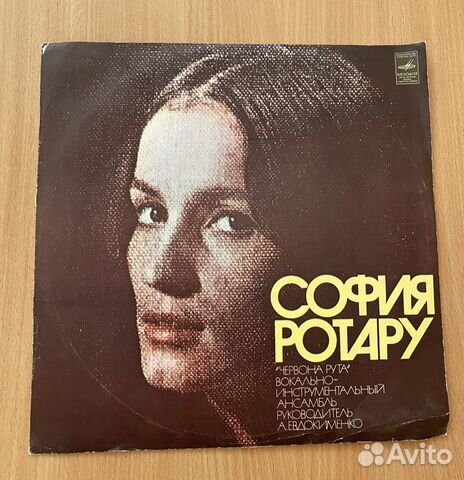 МЕЛОДИЯ
СОФИЯ
РОТАРУ
"ЧЕРВОНА РУТА"
ВОКАЛЬНО-
ИНСТРУМЕНТАЛЬНЫЙ
АНСАМБЛЬ
РУКОВОДИТЕЛЬ
А.ЕВДОКИМЕНКО
Avito